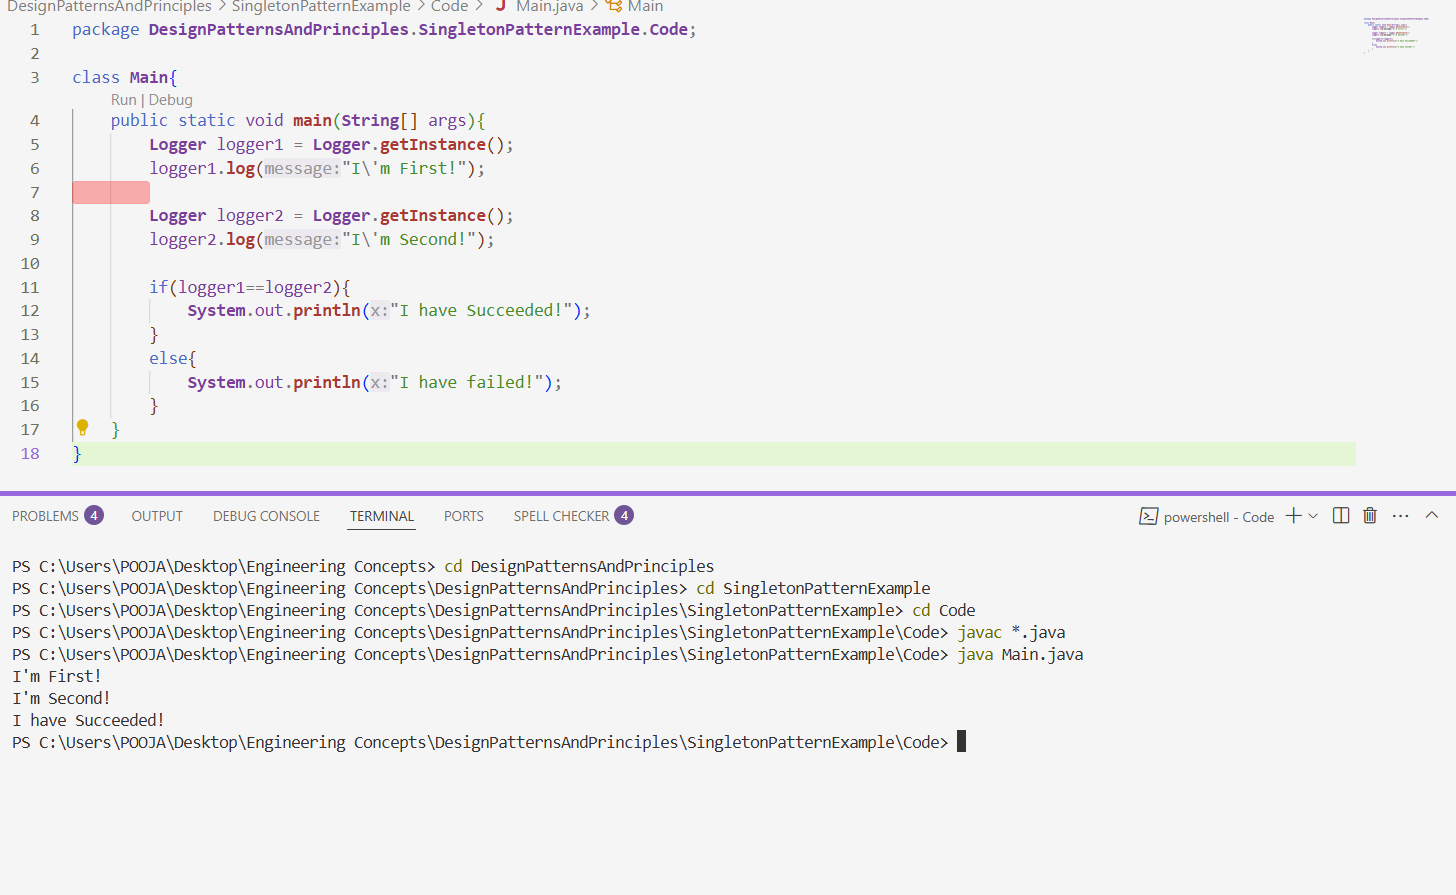 DesignPatternsAndPrinciples > SingletonPatternExample > Code > J Main.java > Main
1 package DesignPatternsAndPrinciples.SingletonPatternExample.Code;
2
3 class Main{
Run | Debug
4 public static void main(String[] args){
5 Logger logger1 = Logger.getInstance();
6 logger1.log(message:"I\'m First!");
7
8 Logger logger2 = Logger.getInstance();
9 logger2.log(message:"I\'m Second!");
10
11 if(logger1==logger2){
12 System.out.println(x:"I have Succeeded!");
13 }
14 else{
15 System.out.println(x:"I have failed!");
16 }
17 }
18 }
PROBLEMS 4 OUTPUT DEBUG CONSOLE TERMINAL PORTS SPELL CHECKER 4 powershell - Code
PS C:\Users\POOJA\Desktop\Engineering Concepts> cd DesignPatternsAndPrinciples
PS C:\Users\POOJA\Desktop\Engineering Concepts\DesignPatternsAndPrinciples> cd SingletonPatternExample
PS C:\Users\POOJA\Desktop\Engineering Concepts\DesignPatternsAndPrinciples\SingletonPatternExample> cd Code
PS C:\Users\POOJA\Desktop\Engineering Concepts\DesignPatternsAndPrinciples\SingletonPatternExample\Code> javac *.java
PS C:\Users\POOJA\Desktop\Engineering Concepts\DesignPatternsAndPrinciples\SingletonPatternExample\Code> java Main.java
I'm First!
I'm Second!
I have Succeeded!
PS C:\Users\POOJA\Desktop\Engineering Concepts\DesignPatternsAndPrinciples\SingletonPatternExample\Code>